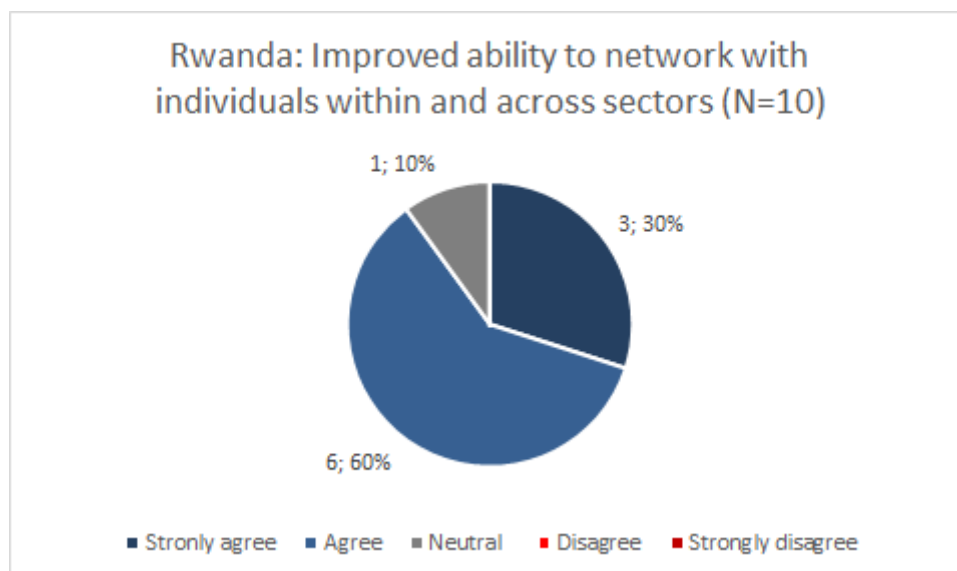 Rwanda: Improved ability to network with
individuals within and across sectors (N=10)
1; 10%
3; 30%
6; 60%
Stronly agree Agree Neutral Disagree Strongly disagree